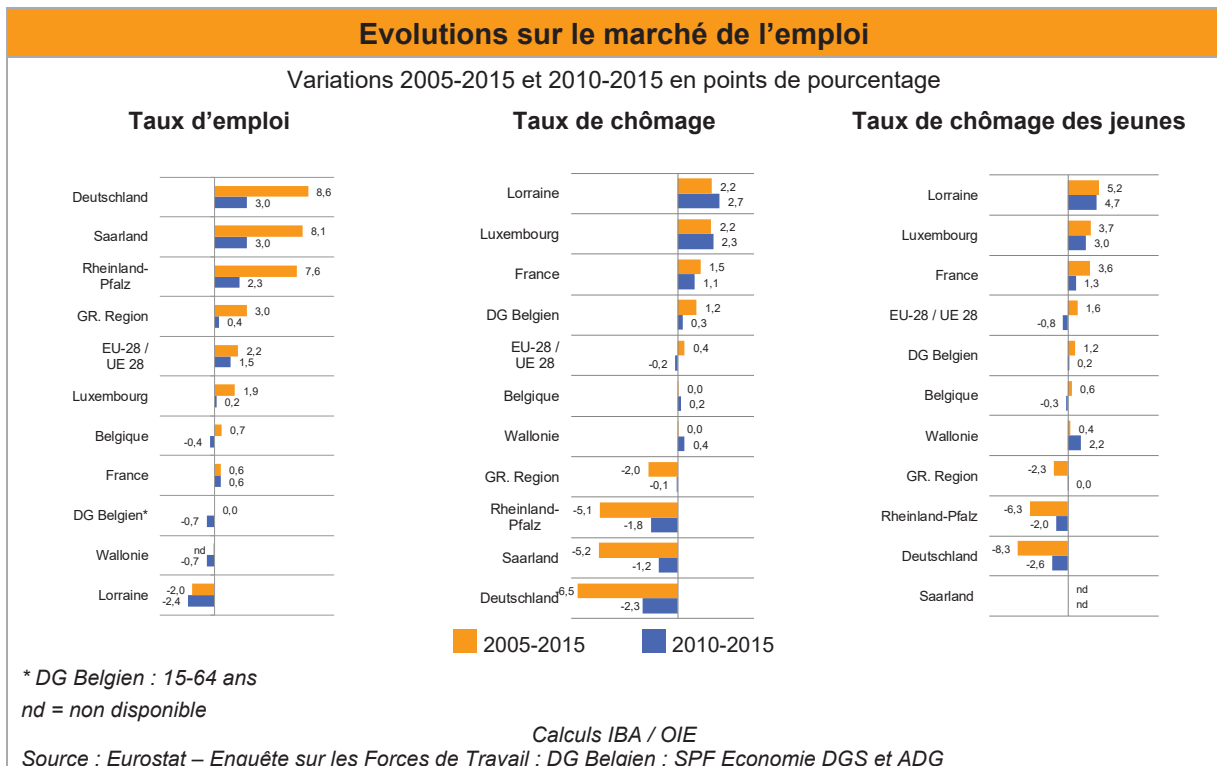 Evolutions sur le marché de l'emploi
Variations 2005-2015 et 2010-2015 en points de pourcentage
Taux d'emploi
Deutschland 8,6
3,0
Saarland 8,1
3,0
Rheinland-
Pfalz 7,6
2,3
GR. Region 3,0
0,4
EU-28 /
UE 28 2,2
1,5
Luxembourg 1,9
0,2
Belgique 0,7
-0,4
France 0,6
0,6
DG Belgien* 0,0
-0,7
Wallonie nd
-0,7
Lorraine -2,0
-2,4
Taux de chômage
Lorraine 2,2
2,7
Luxembourg 2,2
2,3
France 1,5
1,1
DG Belgien 1,2
0,3
EU-28 /
UE 28 0,4
-0,2
Belgique 0,0
0,2
Wallonie 0,0
0,4
GR. Region -2,0
-0,1
Rheinland-
Pfalz -5,1
-1,8
Saarland -5,2
-1,2
Deutschland -6,5
-2,3
Taux de chômage des jeunes
Lorraine 5,2
4,7
Luxembourg 3,7
3,0
France 3,6
1,3
EU-28 / UE 28 1,6
-0,8
DG Belgien 1,2
0,2
Belgique 0,6
-0,3
Wallonie 0,4
2,2
GR. Region -2,3
0,0
Rheinland-Pfalz -6,3
-2,0
Deutschland -8,3
-2,6
Saarland nd
nd
2005-2015 2010-2015
* DG Belgien : 15-64 ans
nd = non disponible
Calculs IBA / OIE
Source : Eurostat – Enquête sur les Forces de Travail ; DG Belgien : SPF Economie DGS et ADG